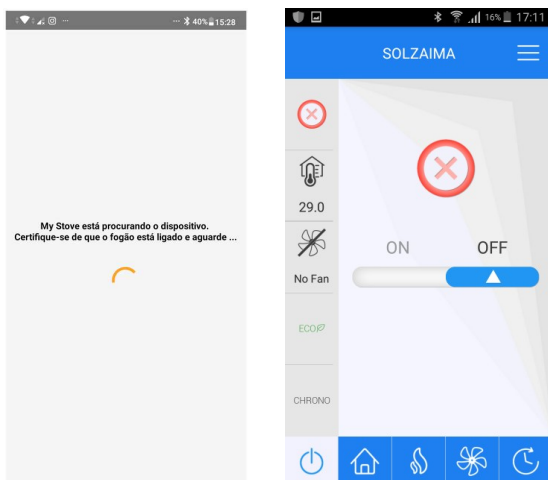 40% 15:28
My Stove está procurando o dispositivo.
Certifique-se de que o fogão está ligado e aguarde ...
16% 17:11
SOLZAIMA
29.0
ON OFF
No Fan
ECO
CHRONO